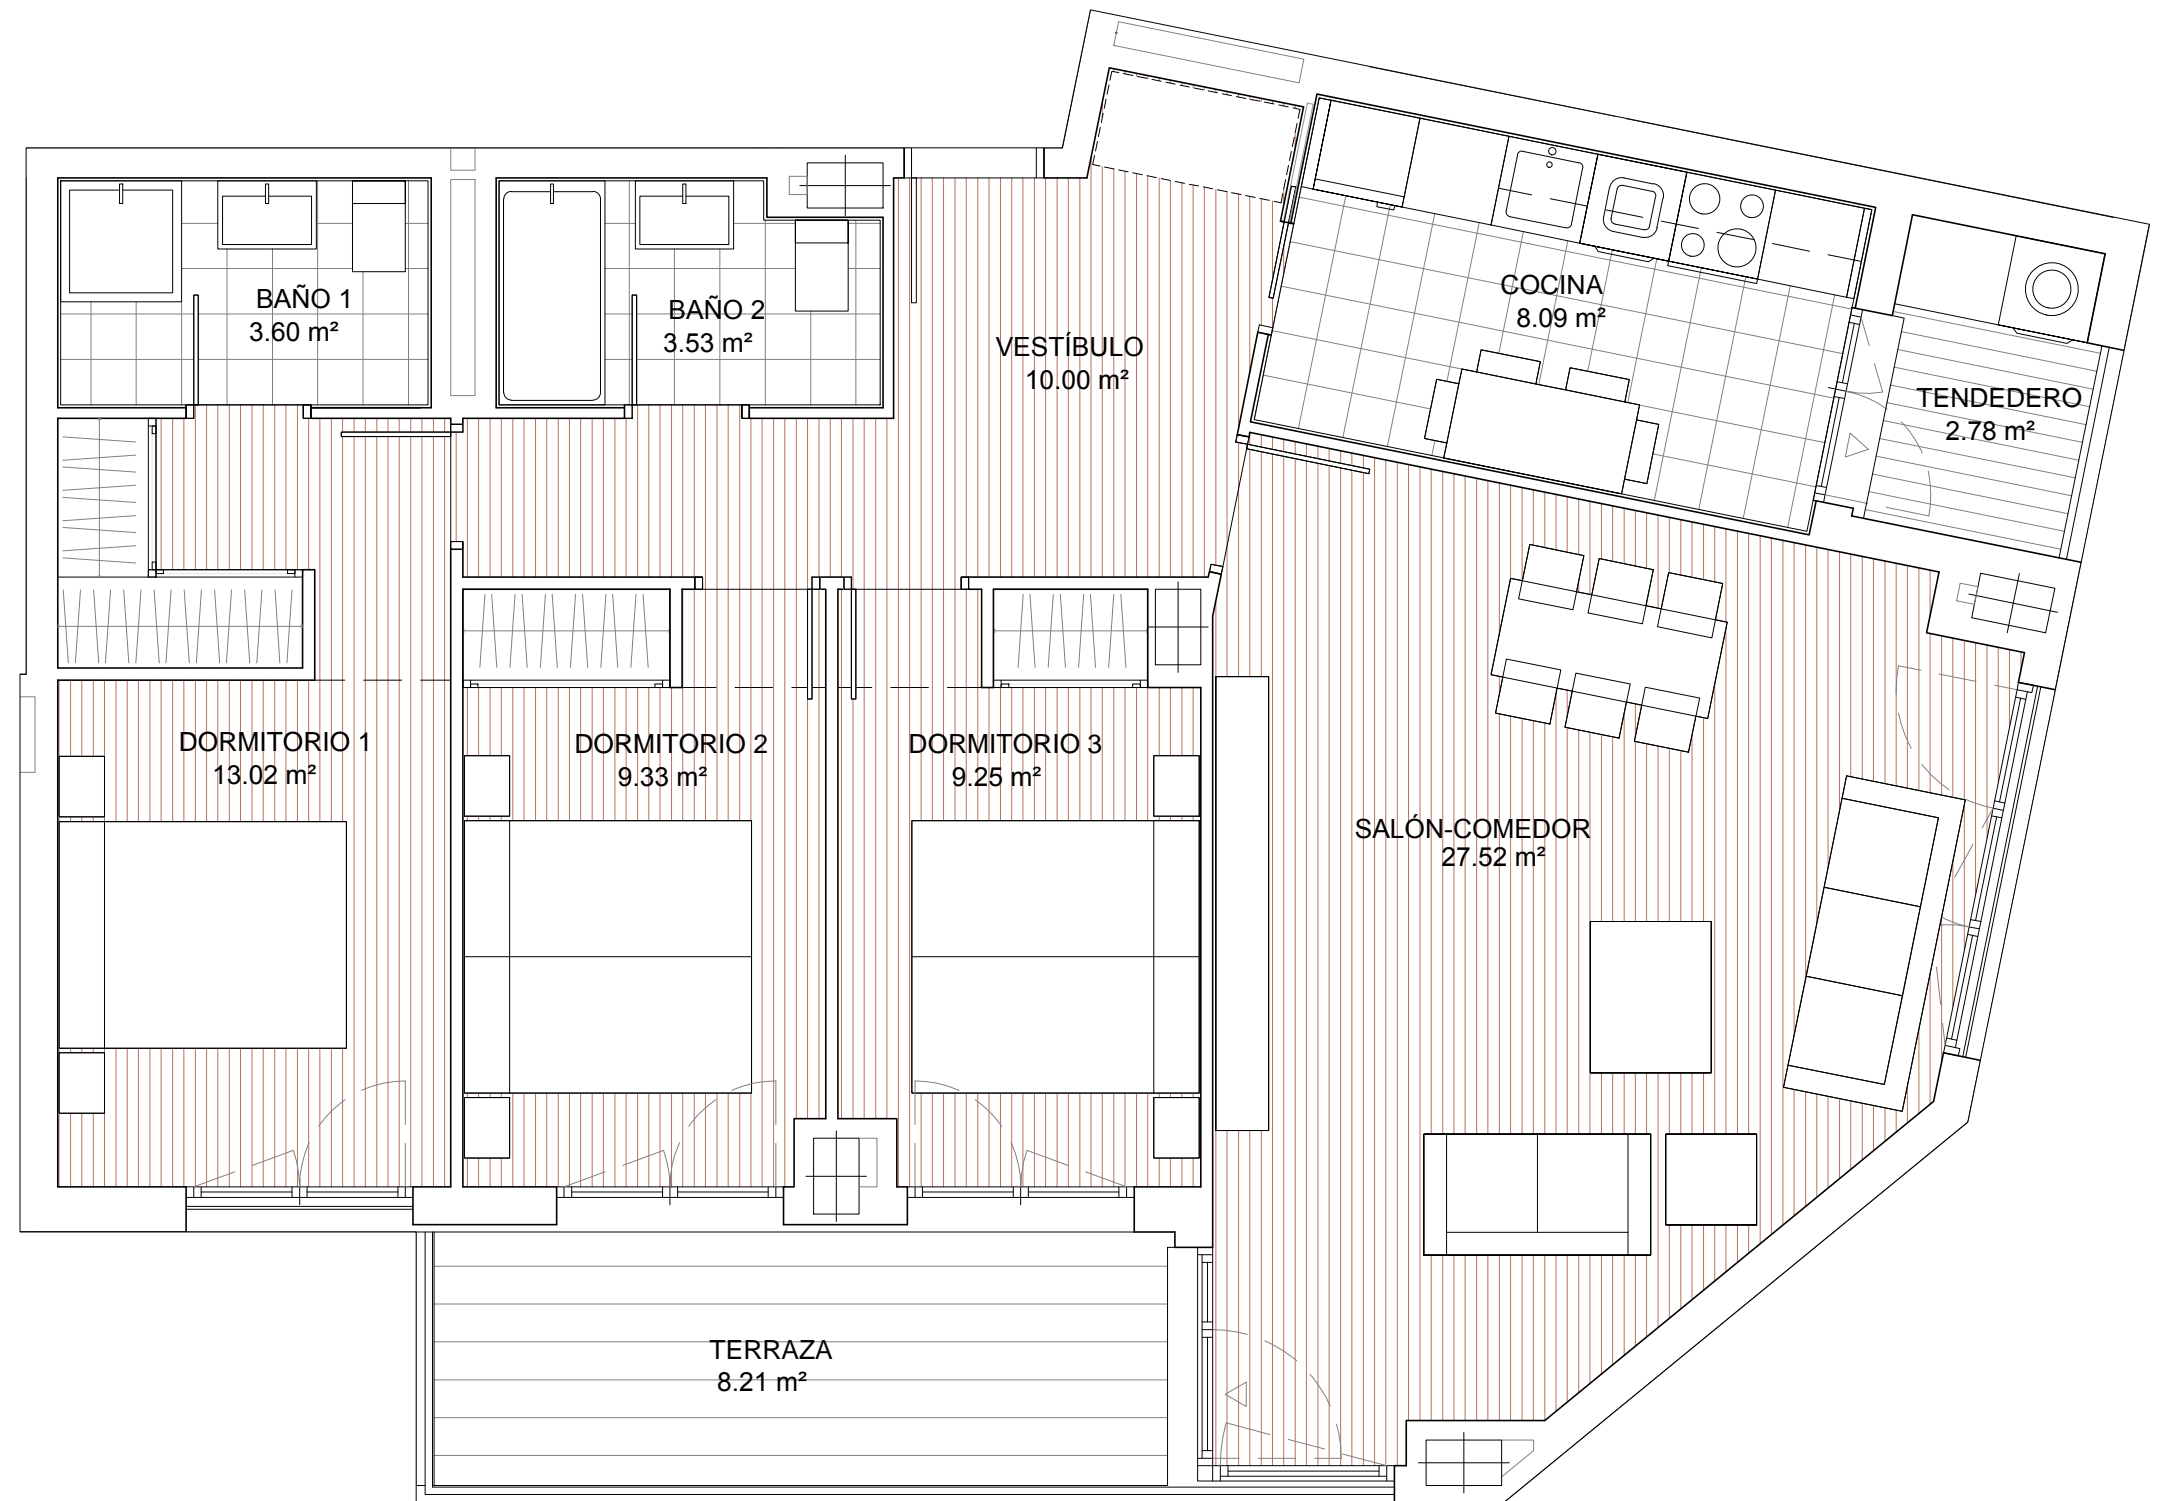 BAÑO 1
3.60 m²
BAÑO 2
3.53 m²
VESTÍBULO
10.00 m²
COCINA
8.09 m²
TENDEDERO
2.78 m²
DORMITORIO 1
13.02 m²
DORMITORIO 2
9.33 m²
DORMITORIO 3
9.25 m²
SALÓN-COMEDOR
27.52 m²
TERRAZA
8.21 m²